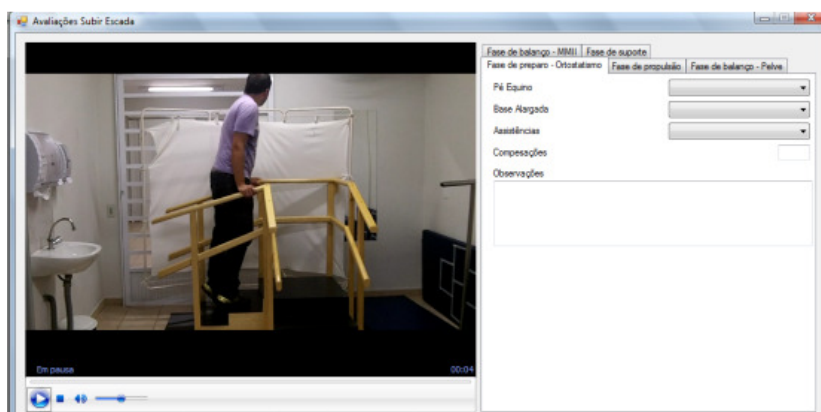 Avaliações Subir Escada
Fase de balanço - MMII Fase de suporte
Fase de preparo - Ortostatismo Fase de propulsão Fase de balanço - Pelve
Pé Equino
Base Alargada
Assistências
Compesações
Observações
Em pausa 00:04